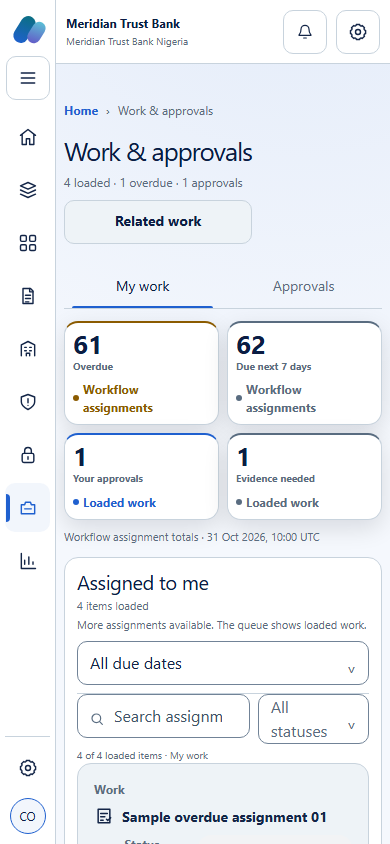 Meridian Trust Bank
Meridian Trust Bank Nigeria
Home › Work & approvals
Work & approvals
4 loaded · 1 overdue · 1 approvals
Related work
My work
Approvals
61
Overdue
Workflow
assignments
62
Due next 7 days
Workflow
assignments
1
Your approvals
Loaded work
1
Evidence needed
Loaded work
Workflow assignment totals · 31 Oct 2026, 10:00 UTC
Assigned to me
4 items loaded
More assignments available. The queue shows loaded work.
All due dates
Search assignm
All
statuses
4 of 4 loaded items · My work
Work
Sample overdue assignment 01
Status
CO